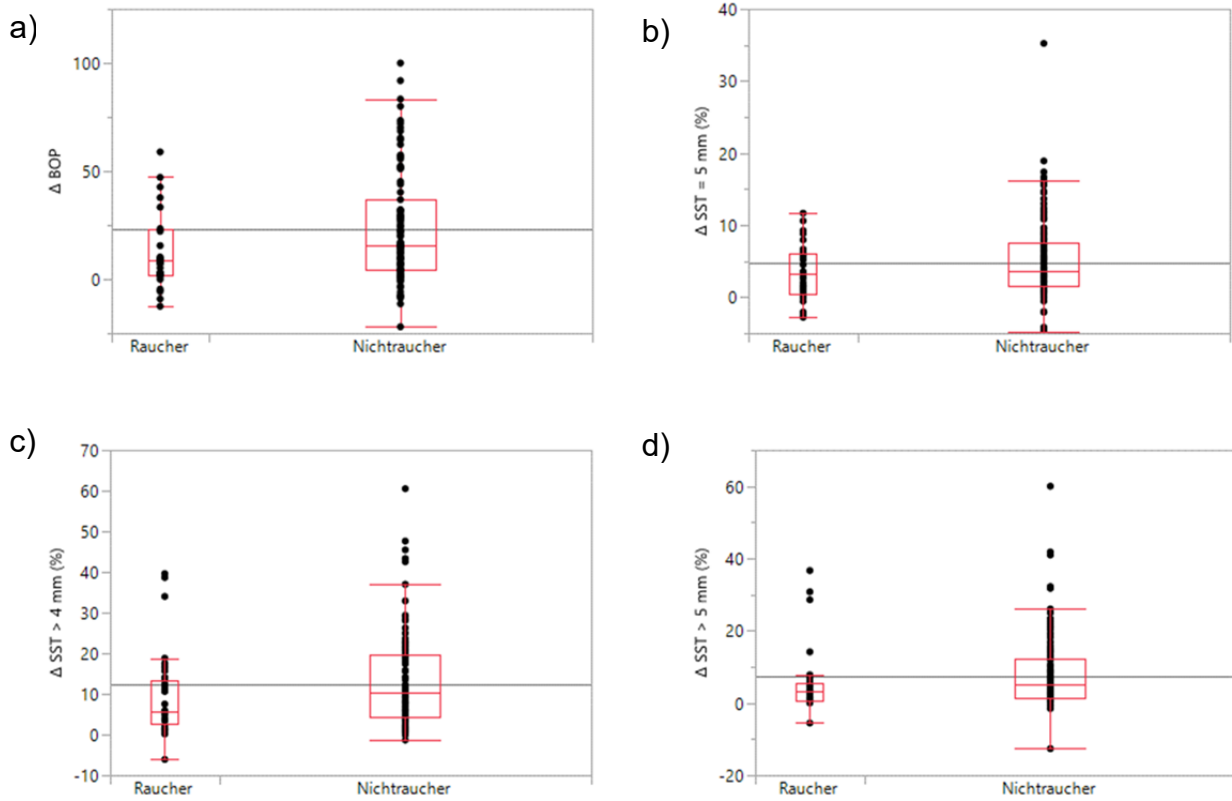 a)
Δ BOP
100
50
0
Raucher
Nichtraucher
b)
Δ SST = 5 mm (%)
40
30
20
10
0
Raucher
Nichtraucher
c)
Δ SST > 4 mm (%)
70
60
50
40
30
20
10
0
-10
Raucher
Nichtraucher
d)
Δ SST > 5 mm (%)
60
40
20
0
-20
Raucher
Nichtraucher